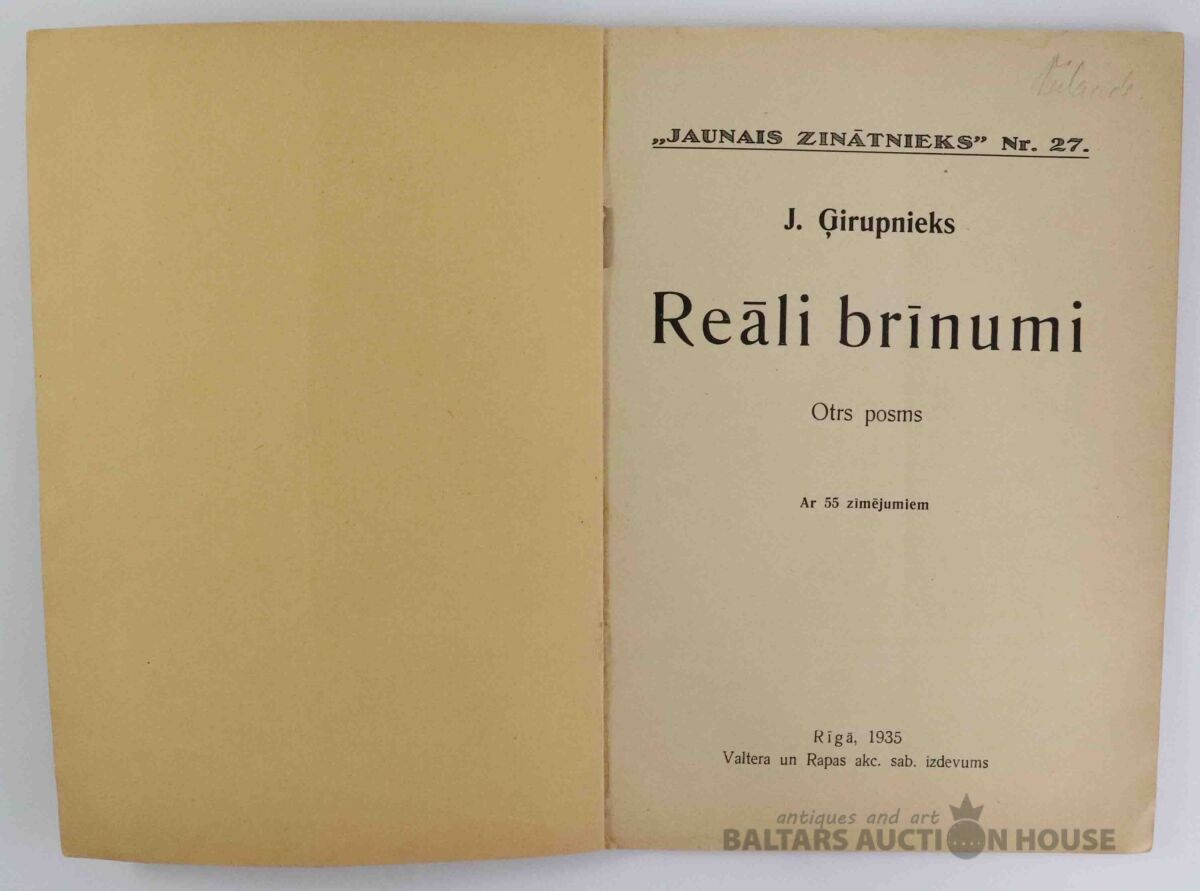 „JAUNAIS ZINĀTNIEKS” Nr. 27.
J. Ģirupnieks
Reāli brīnumi
Otrs posms
Ar 55 zīmējumiem
Rīgā, 1935
Valtera un Rapas akc. sab. izdevums
antiques and art
BALTARS AUCTION HOUSE